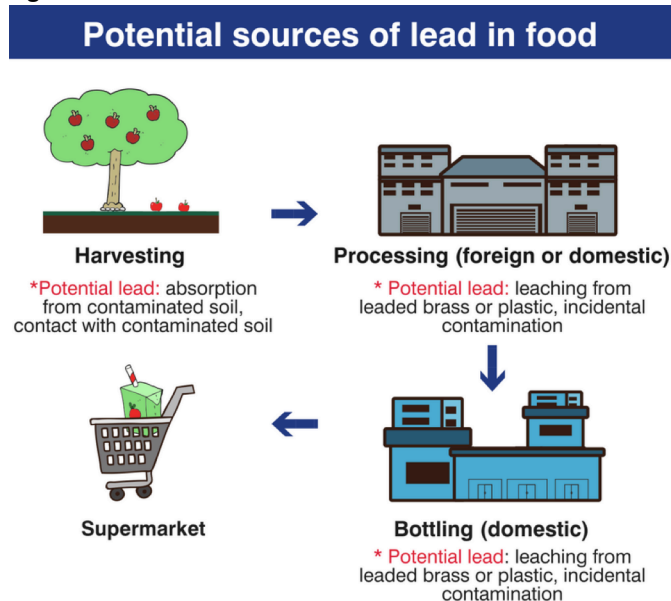 Potential sources of lead in food
Harvesting
*Potential lead: absorption
from contaminated soil,
contact with contaminated soil
Processing (foreign or domestic)
* Potential lead: leaching from
leaded brass or plastic, incidental
contamination
Supermarket
Bottling (domestic)
* Potential lead: leaching from
leaded brass or plastic, incidental
contamination